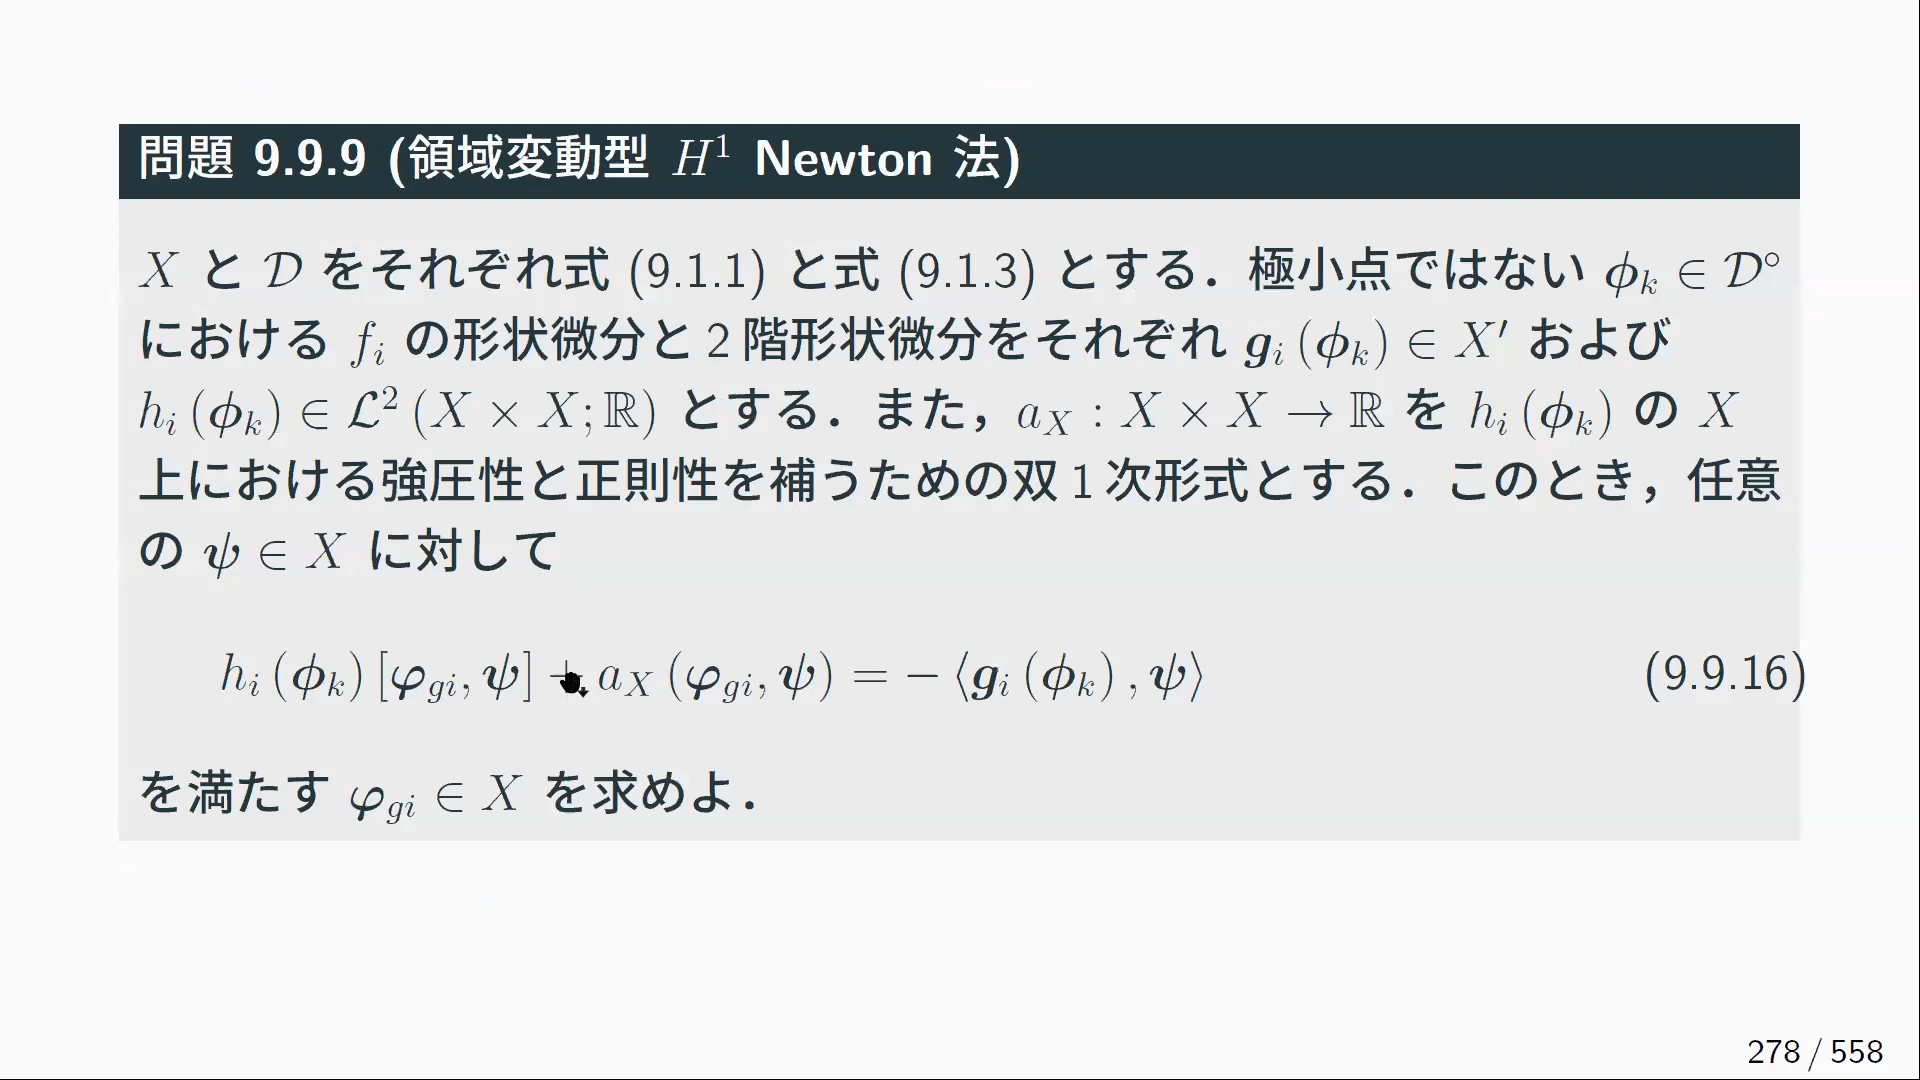 問題 9.9.9 (領域変動型 H¹ Newton 法)
X と 𝒟 をそれぞれ式 (9.1.1) と式 (9.1.3) とする．極小点ではない ϕ_k ∈ 𝒟°
における f_i の形状微分と 2 階形状微分をそれぞれ g_i (ϕ_k) ∈ X′ および
h_i (ϕ_k) ∈ ℒ² (X × X; ℝ) とする．また，a_X : X × X → ℝ を h_i (ϕ_k) の X
上における強圧性と正則性を補うための双 1 次形式とする．このとき，任意
の ψ ∈ X に対して
h_i (ϕ_k) [φ_gi, ψ] + a_X (φ_gi, ψ) = − ⟨g_i (ϕ_k) , ψ⟩ (9.9.16)
を満たす φ_gi ∈ X を求めよ．
278 / 558